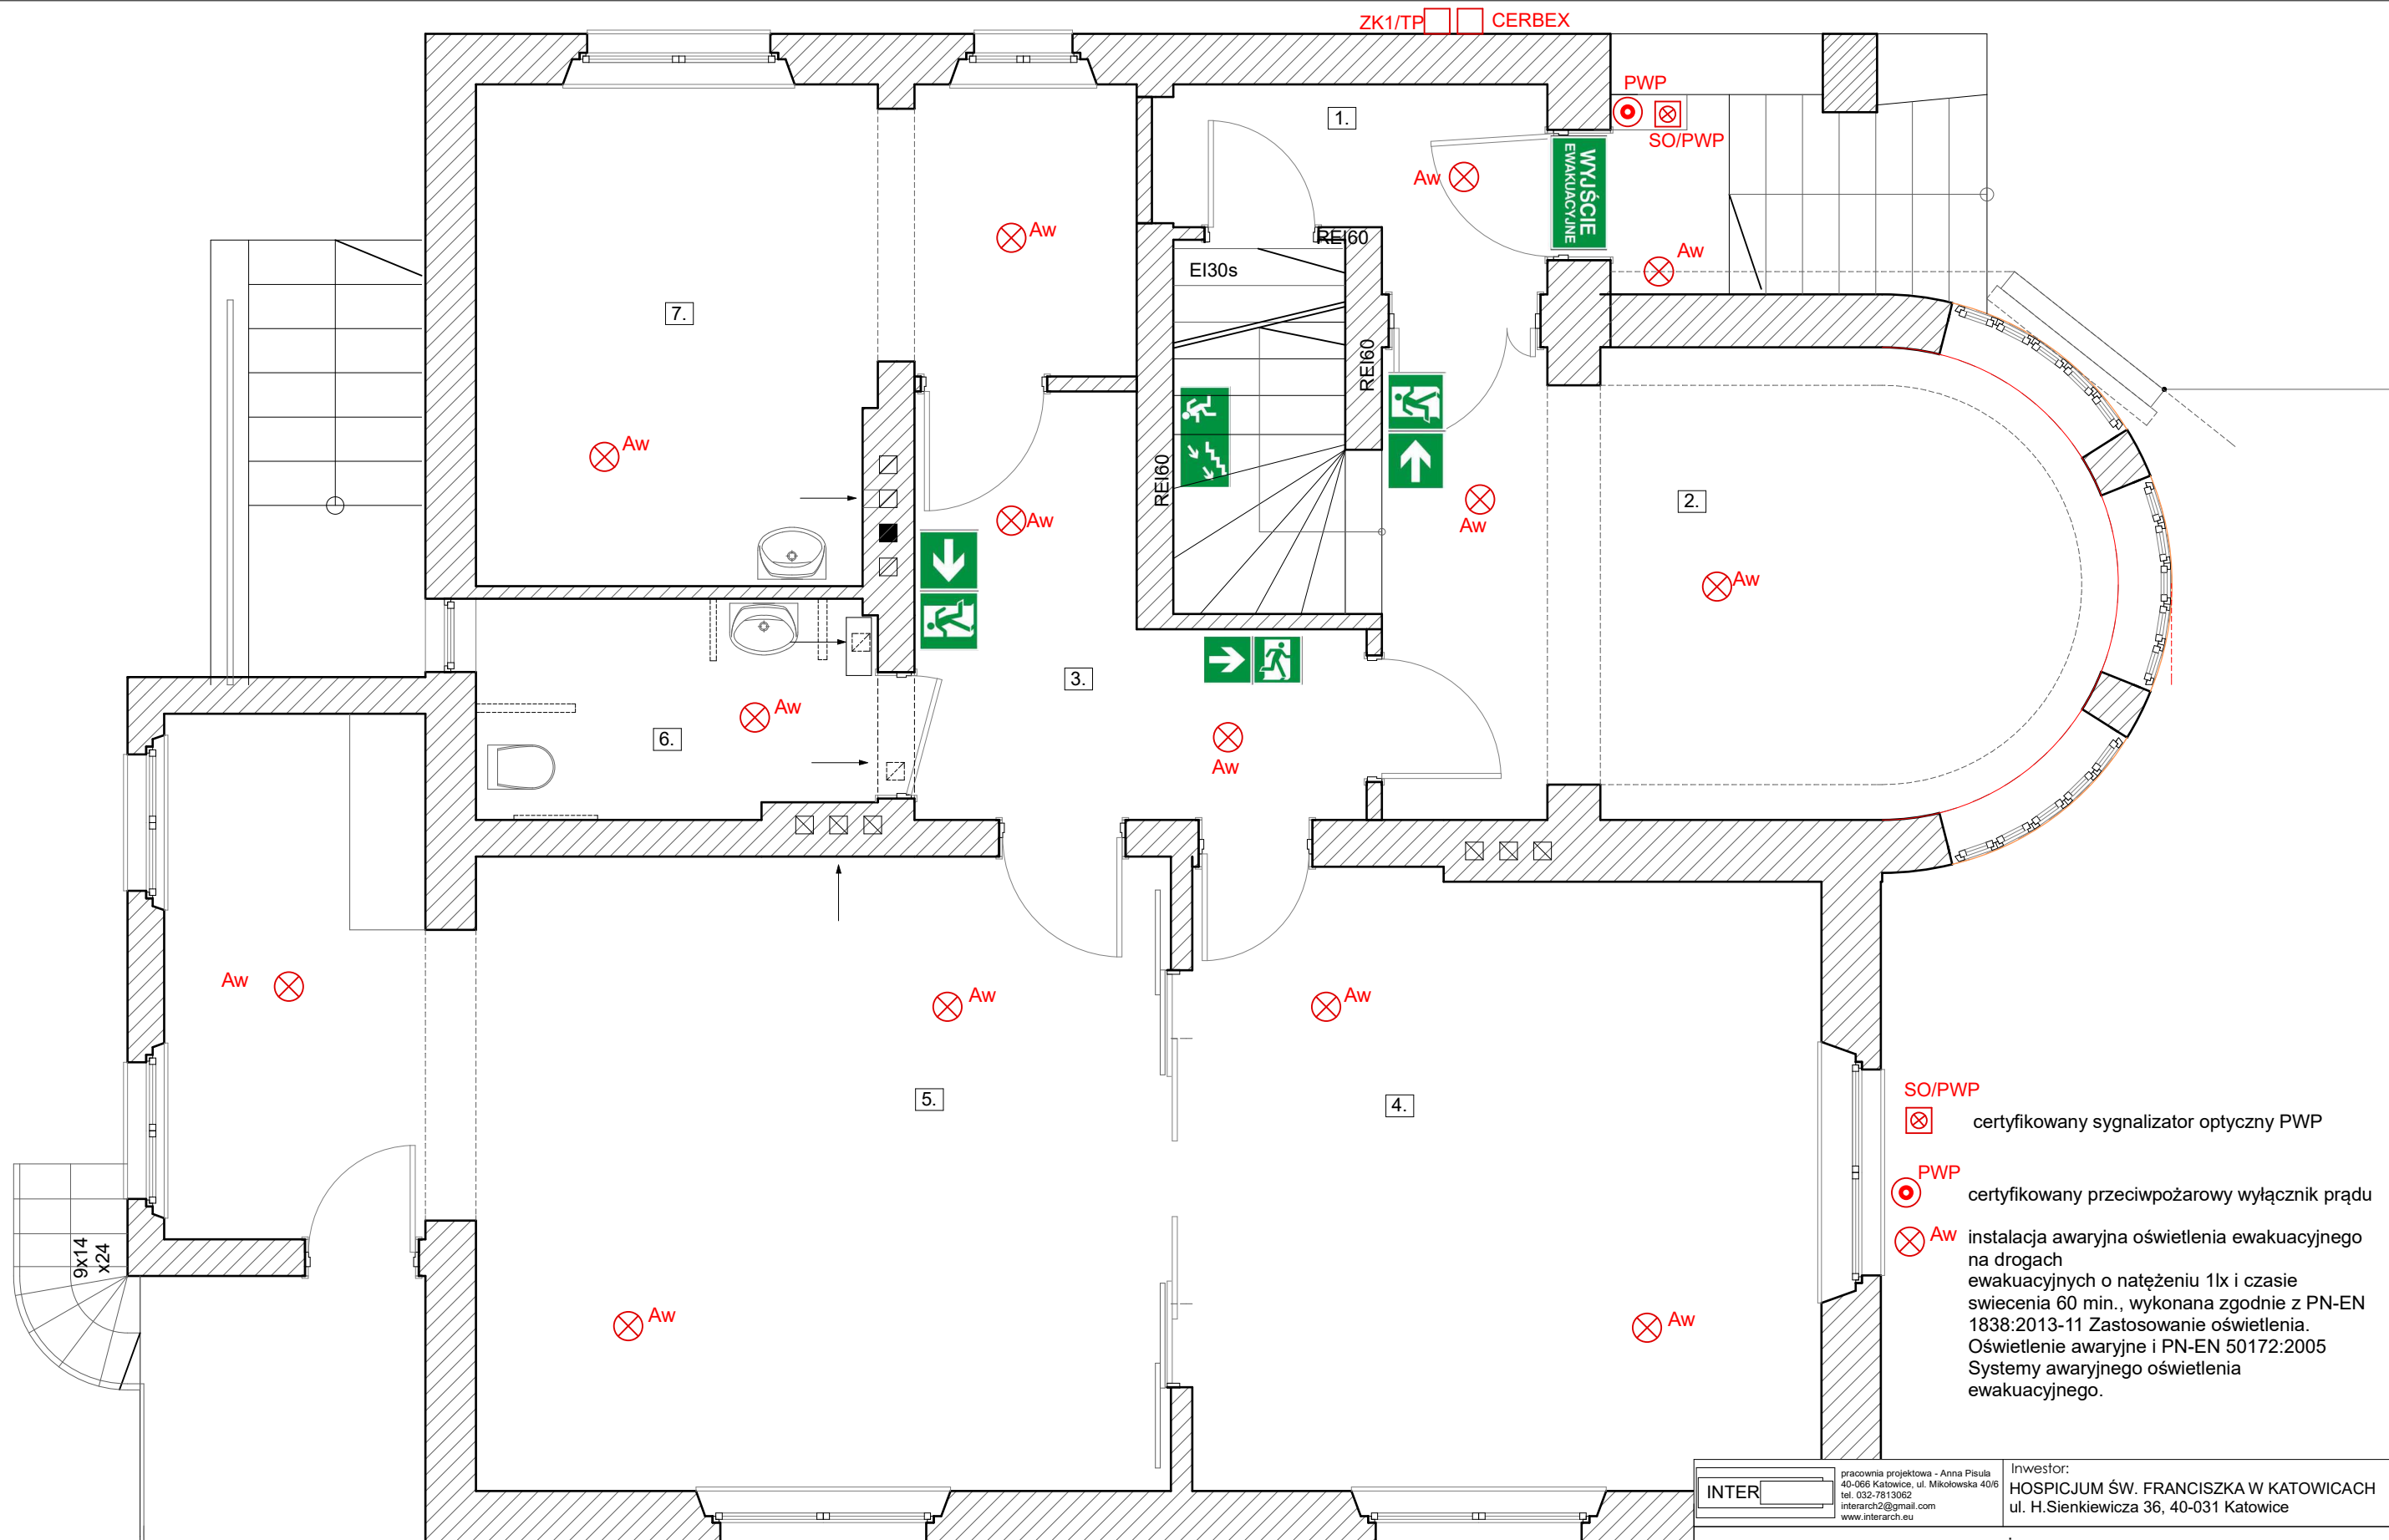 ZK1/TP CERBEX
PWP
SO/PWP
1.
WYJŚCIE
EWAKUACYJNE
Aw
Aw
Aw
REI60
EI30s
7.
REI60
Aw
REI60
Aw
Aw
2.
Aw
3.
Aw
6.
Aw
Aw
Aw
Aw
5.
4.
Aw
Aw
9x14
x24
SO/PWP
certyfikowany sygnalizator optyczny PWP
PWP
certyfikowany przeciwpożarowy wyłącznik prądu
Aw
instalacja awaryjna oświetlenia ewakuacyjnego
na drogach
ewakuacyjnych o natężeniu 1lx i czasie
swiecenia 60 min., wykonana zgodnie z PN-EN
1838:2013-11 Zastosowanie oświetlenia.
Oświetlenie awaryjne i PN-EN 50172:2005
Systemy awaryjnego oświetlenia
ewakuacyjnego.
INTER
pracownia projektowa - Anna Pisula
40-066 Katowice, ul. Mikołowska 40/6
tel. 032-7813062
interarch2@gmail.com
www.interarch.eu
Inwestor:
HOSPICJUM ŚW. FRANCISZKA W KATOWICACH
ul. H.Sienkiewicza 36, 40-031 Katowice